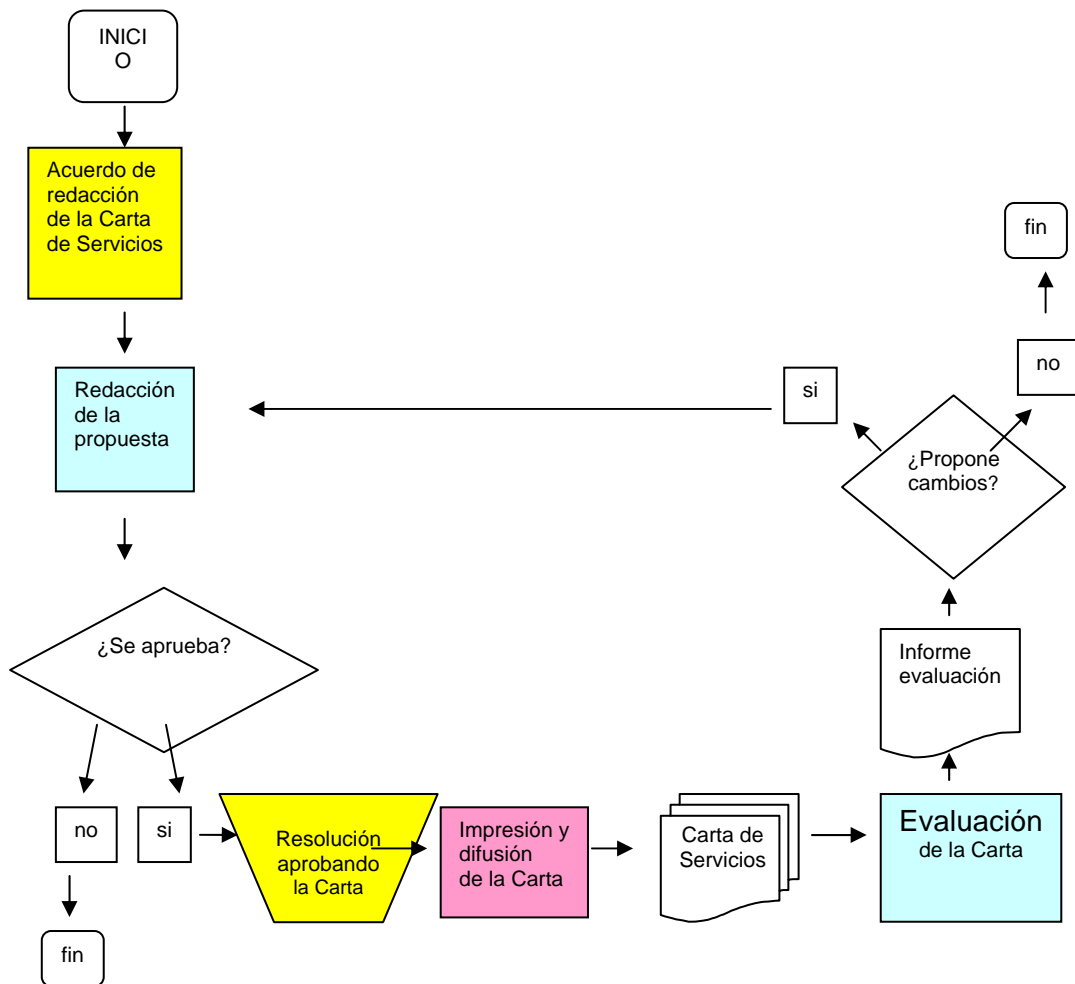 INICI
O
Acuerdo de
redacción
de la Carta
de Servicios
Redacción
de la
propuesta
¿Se aprueba?
no
si
fin
Resolución
aprobando
la Carta
Impresión y
difusión
de la Carta
Carta de
Servicios
Evaluación
de la Carta
Informe
evaluación
¿Propone
cambios?
si
no
fin